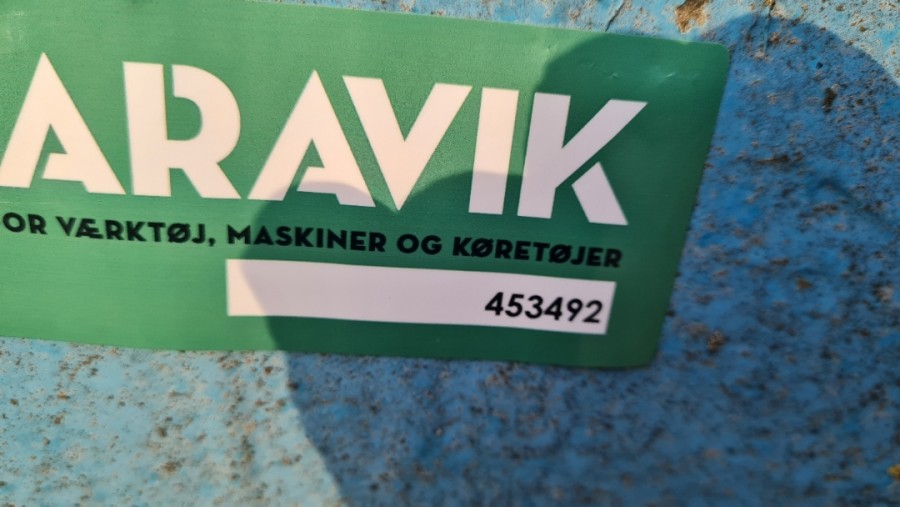 ARAVIK
OR VÆRKTØJ, MASKINER OG KØRETØJER
453492